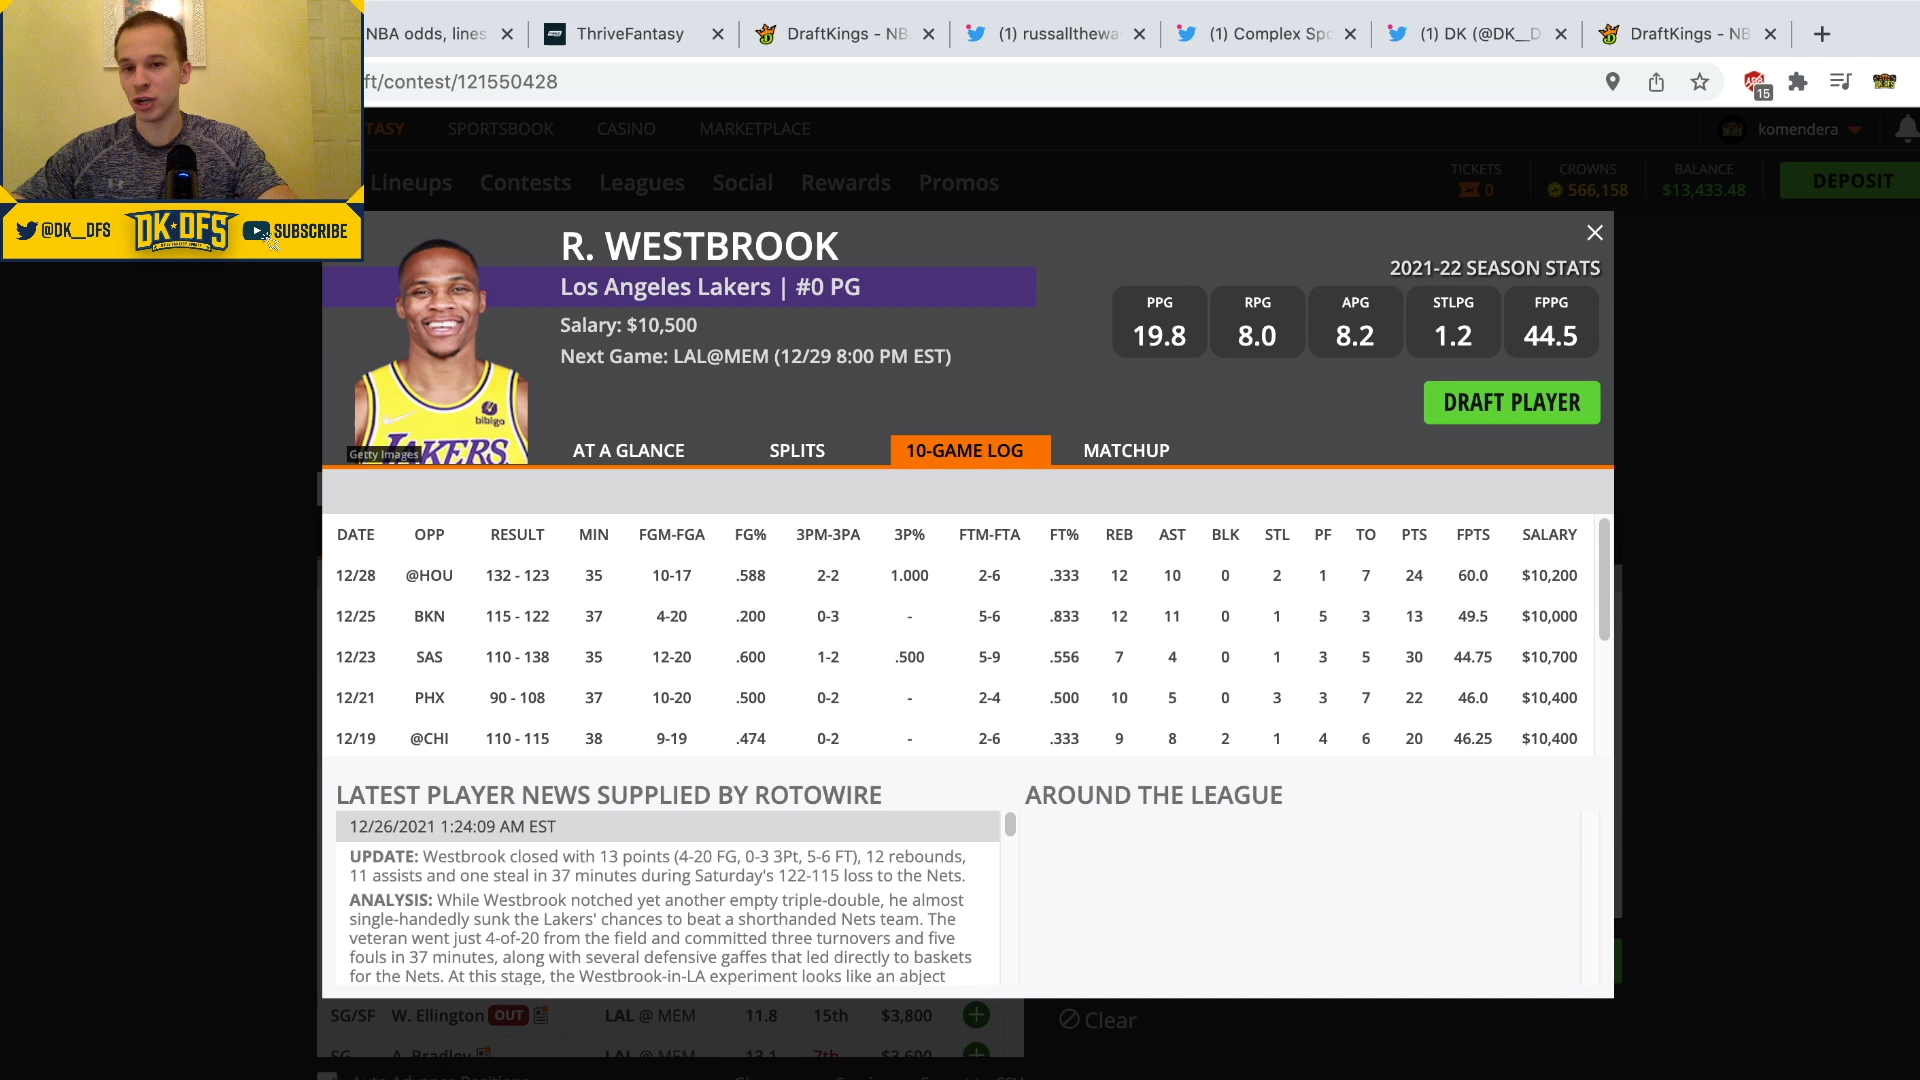 NBA odds, lines
ThriveFantasy
DraftKings - NB
(1) russallthewa
(1) Complex Spo
(1) DK (@DK__D
DraftKings - NB
ft/contest/121550428
15
TASY
SPORTSBOOK
CASINO
MARKETPLACE
komendera
Lineups
Contests
Leagues
Social
Rewards
Promos
TICKETS
0
CROWNS
566,158
BALANCE
$13,433.48
DEPOSIT
@DK__DFS
DK★DFS
SUBSCRIBE
R. WESTBROOK
Los Angeles Lakers | #0 PG
Salary: $10,500
Next Game: LAL@MEM (12/29 8:00 PM EST)
2021-22 SEASON STATS
PPG RPG APG STLPG FPPG
19.8 8.0 8.2 1.2 44.5
DRAFT PLAYER
bibigo
LAKERS
Getty Images
AT A GLANCE SPLITS 10-GAME LOG MATCHUP
DATE OPP RESULT MIN FGM-FGA FG% 3PM-3PA 3P% FTM-FTA FT% REB AST BLK STL PF TO PTS FPTS SALARY
12/28 @HOU 132 - 123 35 10-17 .588 2-2 1.000 2-6 .333 12 10 0 2 1 7 24 60.0 $10,200
12/25 BKN 115 - 122 37 4-20 .200 0-3 - 5-6 .833 12 11 0 1 5 3 13 49.5 $10,000
12/23 SAS 110 - 138 35 12-20 .600 1-2 .500 5-9 .556 7 4 0 1 3 5 30 44.75 $10,700
12/21 PHX 90 - 108 37 10-20 .500 0-2 - 2-4 .500 10 5 0 3 3 7 22 46.0 $10,400
12/19 @CHI 110 - 115 38 9-19 .474 0-2 - 2-6 .333 9 8 2 1 4 6 20 46.25 $10,400
LATEST PLAYER NEWS SUPPLIED BY ROTOWIRE
AROUND THE LEAGUE
12/26/2021 1:24:09 AM EST
UPDATE: Westbrook closed with 13 points (4-20 FG, 0-3 3Pt, 5-6 FT), 12 rebounds,
11 assists and one steal in 37 minutes during Saturday's 122-115 loss to the Nets.
ANALYSIS: While Westbrook notched yet another empty triple-double, he almost
single-handedly sunk the Lakers' chances to beat a shorthanded Nets team. The
veteran went just 4-of-20 from the field and committed three turnovers and five
fouls in 37 minutes, along with several defensive gaffes that led directly to baskets
for the Nets. At this stage, the Westbrook-in-LA experiment looks like an abject
SG/SF W. Ellington OUT LAL @ MEM 11.8 15th $3,800
Clear
SG A. Bradley LAL @ MEM 13.1 7th $3,600